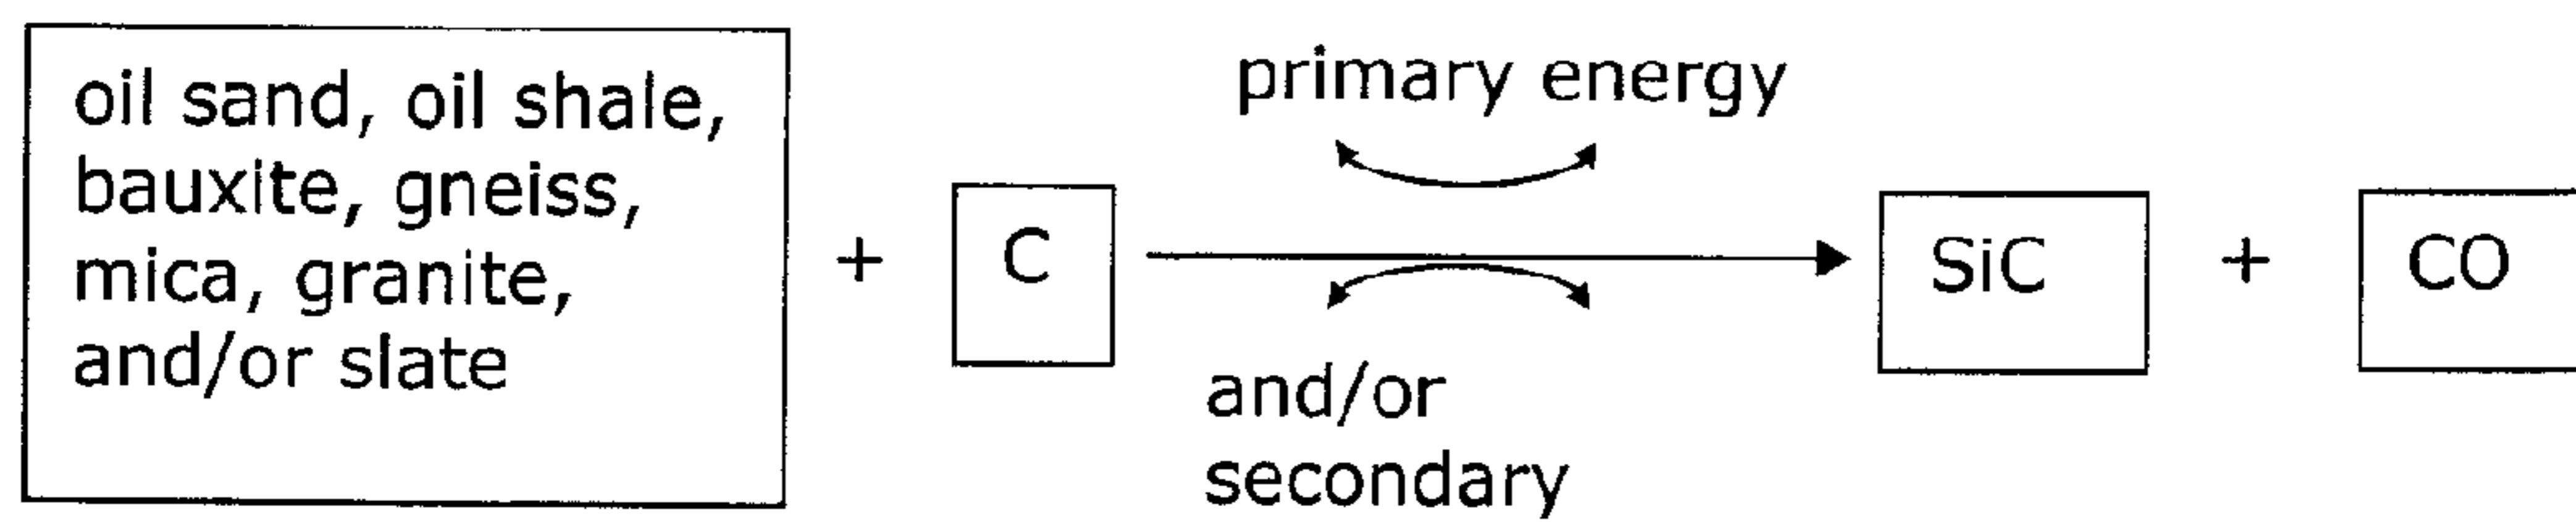 oil sand, oil shale,
bauxite, gneiss,
mica, granite,
and/or slate
+
C
primary energy
and/or
secondary
SiC
+
CO